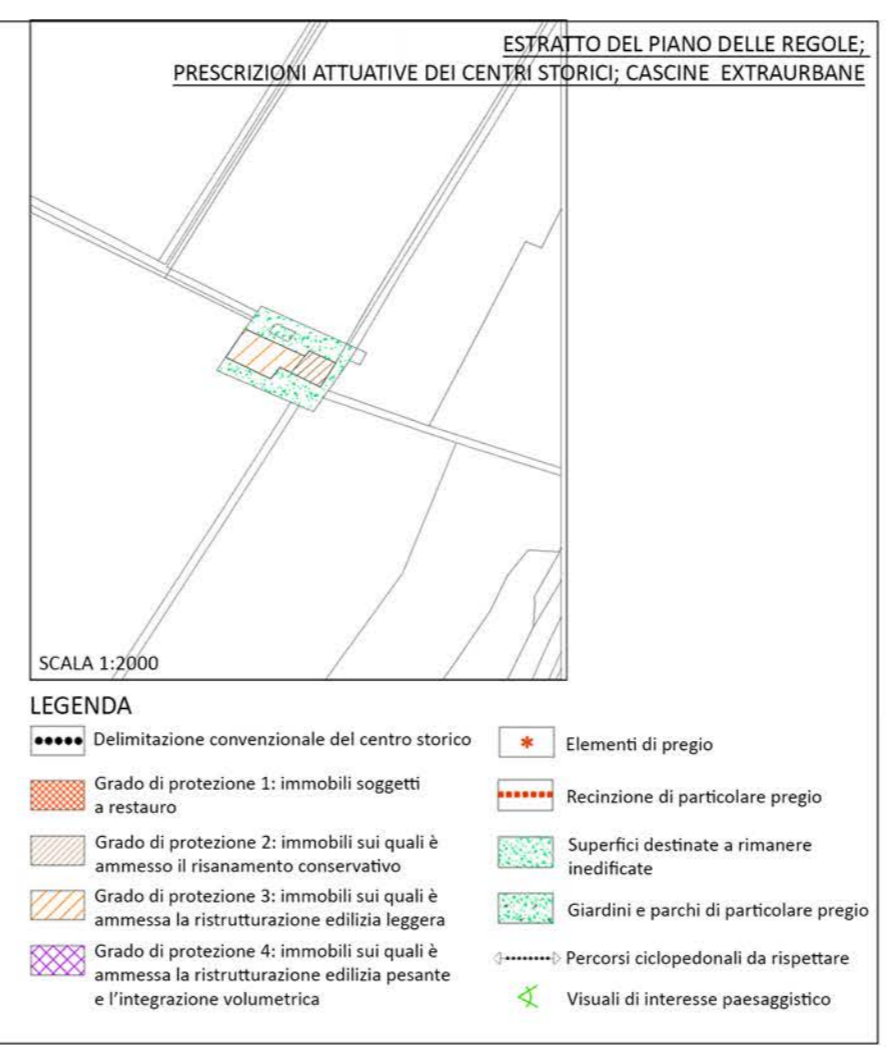 ESTRATTO DEL PIANO DELLE REGOLE;
PRESCRIZIONI ATTUATIVE DEI CENTRI STORICI; CASCINE EXTRAURBANE
SCALA 1:2000
LEGENDA
Delimitazione convenzionale del centro storico
Grado di protezione 1: immobili soggetti
a restauro
Grado di protezione 2: immobili sui quali è
ammesso il risanamento conservativo
Grado di protezione 3: immobili sui quali è
ammessa la ristrutturazione edilizia leggera
Grado di protezione 4: immobili sui quali è
ammessa la ristrutturazione edilizia pesante
e l'integrazione volumetrica
Elementi di pregio
Recinzione di particolare pregio
Superfici destinate a rimanere
inedificate
Giardini e parchi di particolare pregio
Percorsi ciclopedonali da rispettare
Visuali di interesse paesaggistico